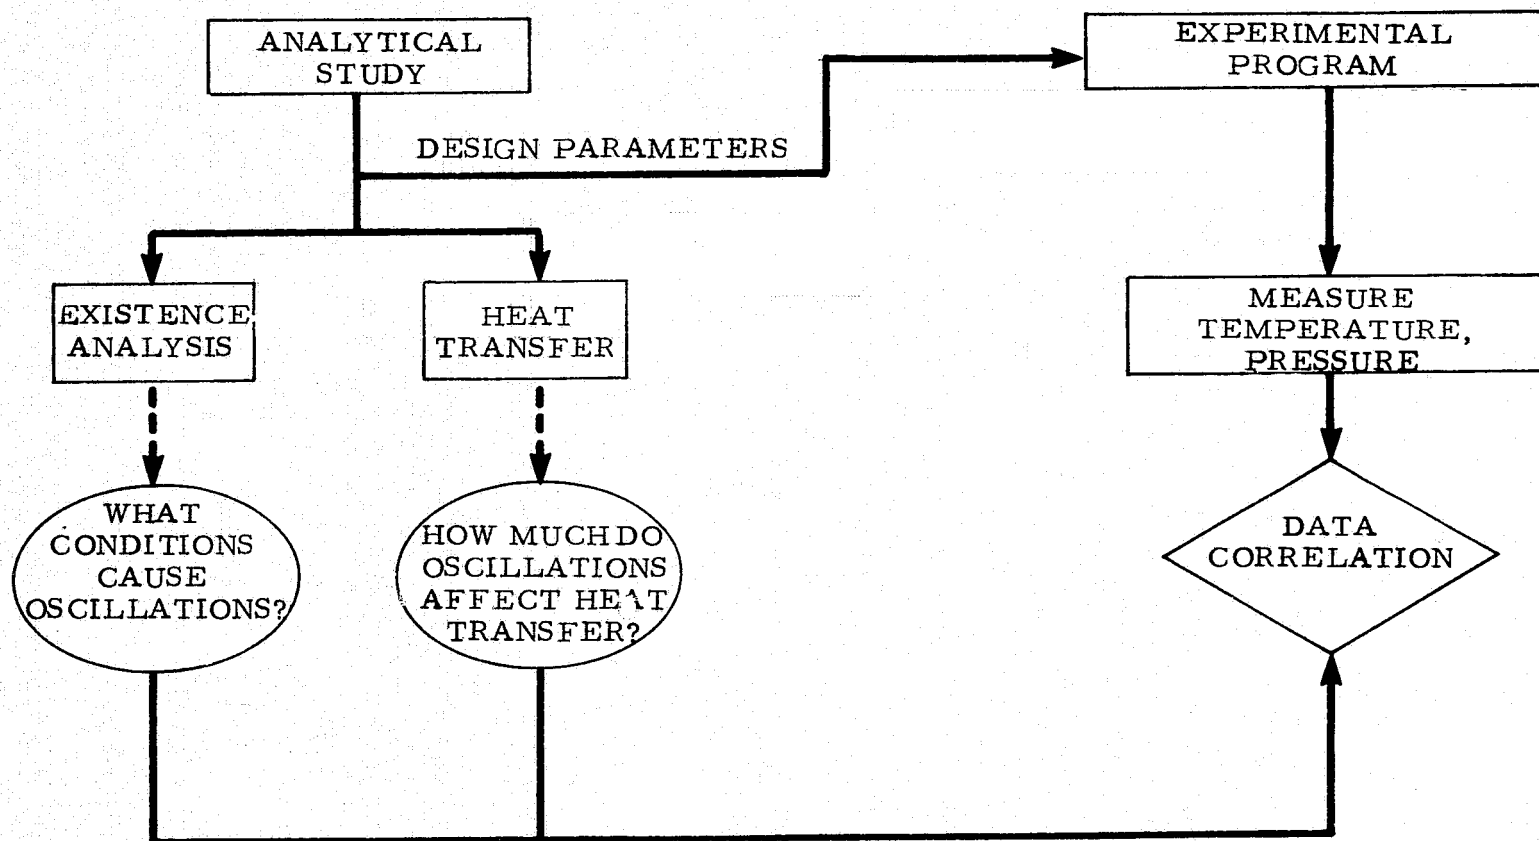 ANALYTICAL
STUDY
EXPERIMENTAL
PROGRAM
DESIGN PARAMETERS
EXISTENCE
ANALYSIS
HEAT
TRANSFER
MEASURE
TEMPERATURE,
PRESSURE
WHAT
CONDITIONS
CAUSE
OSCILLATIONS?
HOW MUCH DO
OSCILLATIONS
AFFECT HEAT
TRANSFER?
DATA
CORRELATION